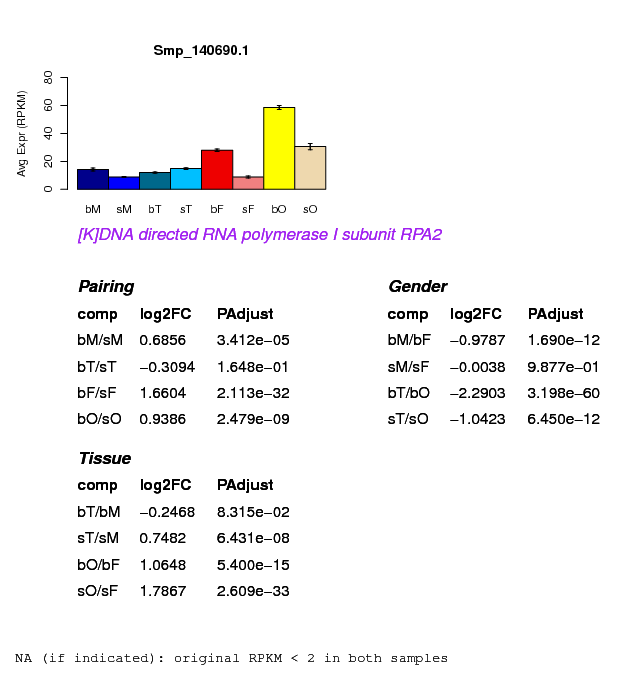 Smp_140690.1
Avg Expr (RPKM)
0 20 40 60 80
bM sM bT sT bF sF bO sO
[K]DNA directed RNA polymerase I subunit RPA2
Pairing
comp log2FC PAdjust
bM/sM 0.6856 3.412e−05
bT/sT −0.3094 1.648e−01
bF/sF 1.6604 2.113e−32
bO/sO 0.9386 2.479e−09
Gender
comp log2FC PAdjust
bM/bF −0.9787 1.690e−12
sM/sF −0.0038 9.877e−01
bT/bO −2.2903 3.198e−60
sT/sO −1.0423 6.450e−12
Tissue
comp log2FC PAdjust
bT/bM −0.2468 8.315e−02
sT/sM 0.7482 6.431e−08
bO/bF 1.0648 5.400e−15
sO/sF 1.7867 2.609e−33
NA (if indicated): original RPKM < 2 in both samples